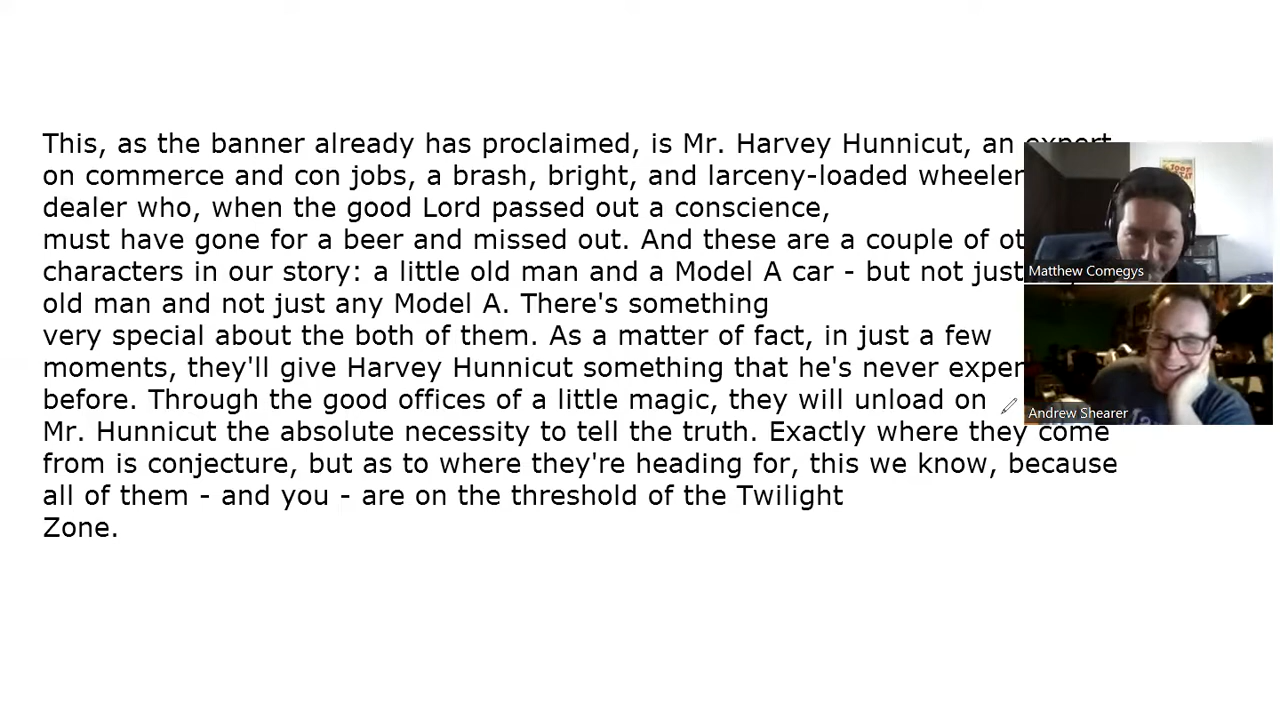 This, as the banner already has proclaimed, is Mr. Harvey Hunnicut, an expert
on commerce and con jobs, a brash, bright, and larceny-loaded wheeler
dealer who, when the good Lord passed out a conscience,
must have gone for a beer and missed out. And these are a couple of
characters in our story: a little old man and a Model A car - but not just
old man and not just any Model A. There's something
very special about the both of them. As a matter of fact, in just a few
moments, they'll give Harvey Hunnicut something that he's never
before. Through the good offices of a little magic, they will unload on
Mr. Hunnicut the absolute necessity to tell the truth. Exactly where they come
from is conjecture, but as to where they're heading for, this we know, because
all of them - and you - are on the threshold of the Twilight
Zone.
Matthew Comegys
Andrew Shearer